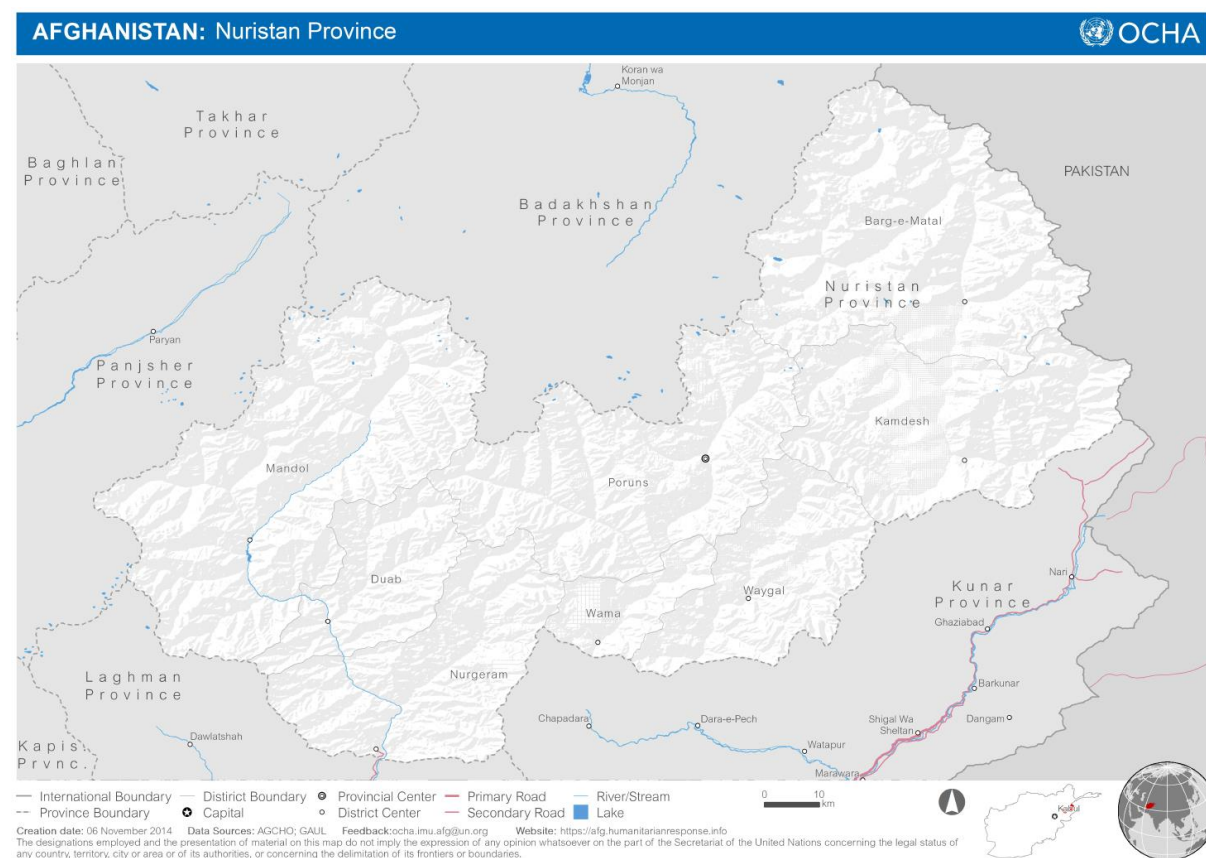 AFGHANISTAN: Nuristan Province
OCHA
Koran wa
Monjan
Takhar
Province
Baghlan
Province
PAKISTAN
Badakhshan
Province
Barg-e-Matal
Nuristan
Province
Paryan
Panjsher
Province
Kamdesh
Mandol
Poruns
Duab
Nari
Waygal
Kunar
Province
Wama
Ghaziabad
Nurgeram
Laghman
Province
Barkunar
Chapadara
Dara-e-Pech
Shigal Wa
Sheltan
Dangam
Dawlatshah
Kapis.
Prvnc.
Watapur
Marawara
International Boundary District Boundary Provincial Center Primary Road River/Stream
0 10
km
Province Boundary Capital District Center Secondary Road Lake
Kabul
Creation date: 06 November 2014 Data Sources: AGCHO; GAUL Feedback:ocha.imu.afg@un.org Website: https://afg.humanitarianresponse.info
The designations employed and the presentation of material on this map do not imply the expression of any opinion whatsoever on the part of the Secretariat of the United Nations concerning the legal status of
any country, territory, city or area or of its authorities, or concerning the delimitation of its frontiers or boundaries.